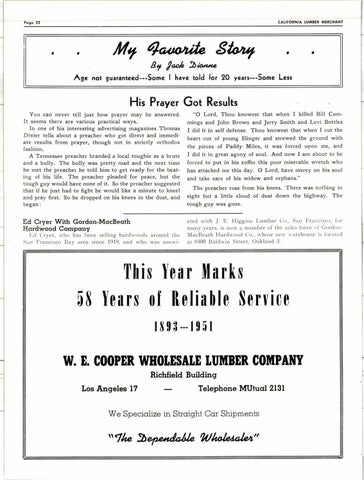 Page 22
CALIFORNIA LUMBER MERCHANT
My Favorite Story
By Jack Dionne
Age not guaranteed---Some I have told for 20 years---Some Less
His Prayer Got Results
You can never tell just how prayer may be answered.
It seems there are various practical ways.
In one of his interesting advertising magazines Thomas
Dreier tells about a preacher who got direct and immedi-
ate results from prayer, though not in strictly orthodox
fashion.
A Tennessee preacher branded a local toughie as a brute
and a bully. The bully was pretty mad and the next time
he met the preacher he told him to get ready for the beat-
ing of his life. The preacher pleaded for peace, but the
tough guy would have none of it. So the preacher suggested
that if he just had to fight he would like a minute to kneel
and pray first. So he dropped on his knees in the dust, and
began:
"O Lord, Thou knowest that when I killed Bill Cum-
mings and John Brown and Jerry Smith and Levi Bottles
I did it in self defense. Thou knowest that when I cut the
heart out of young Slinger and strewed the ground with
the pieces of Paddy Miles, it was forced upon me, and
I did it in great agony of soul. And now I am about to be
forced to put in his coffin this poor miserable wretch who
has attacked me this day. O Lord, have mercy on his soul
and take care of his widow and orphans."
The preacher rose from his knees. There was nothing in
sight but a little cloud of dust down the highway. The
tough guy was gone.
Ed Cryer With Gordon-MacBeath
Hardwood Company
Ed Cryer, who has been selling hardwoods around the
San Francisco Bay area since 1919, and who was associ-
ated with J. E. Higgins Lumber Co., San Francisco, for
many years, is now a member of the sales force of Gordon-
MacBeath Hardwood Co., whose new warehouse is located
at 8400 Baldwin Street, Oakland 3.
This Year Marks
58 Years of Reliable Service
1893---1951
W. E. COOPER WHOLESALE LUMBER COMPANY
Richfield Building
Los Angeles 17 — Telephone MUtual 2131
We Specialize in Straight Car Shipments
"The Dependable Wholesaler"